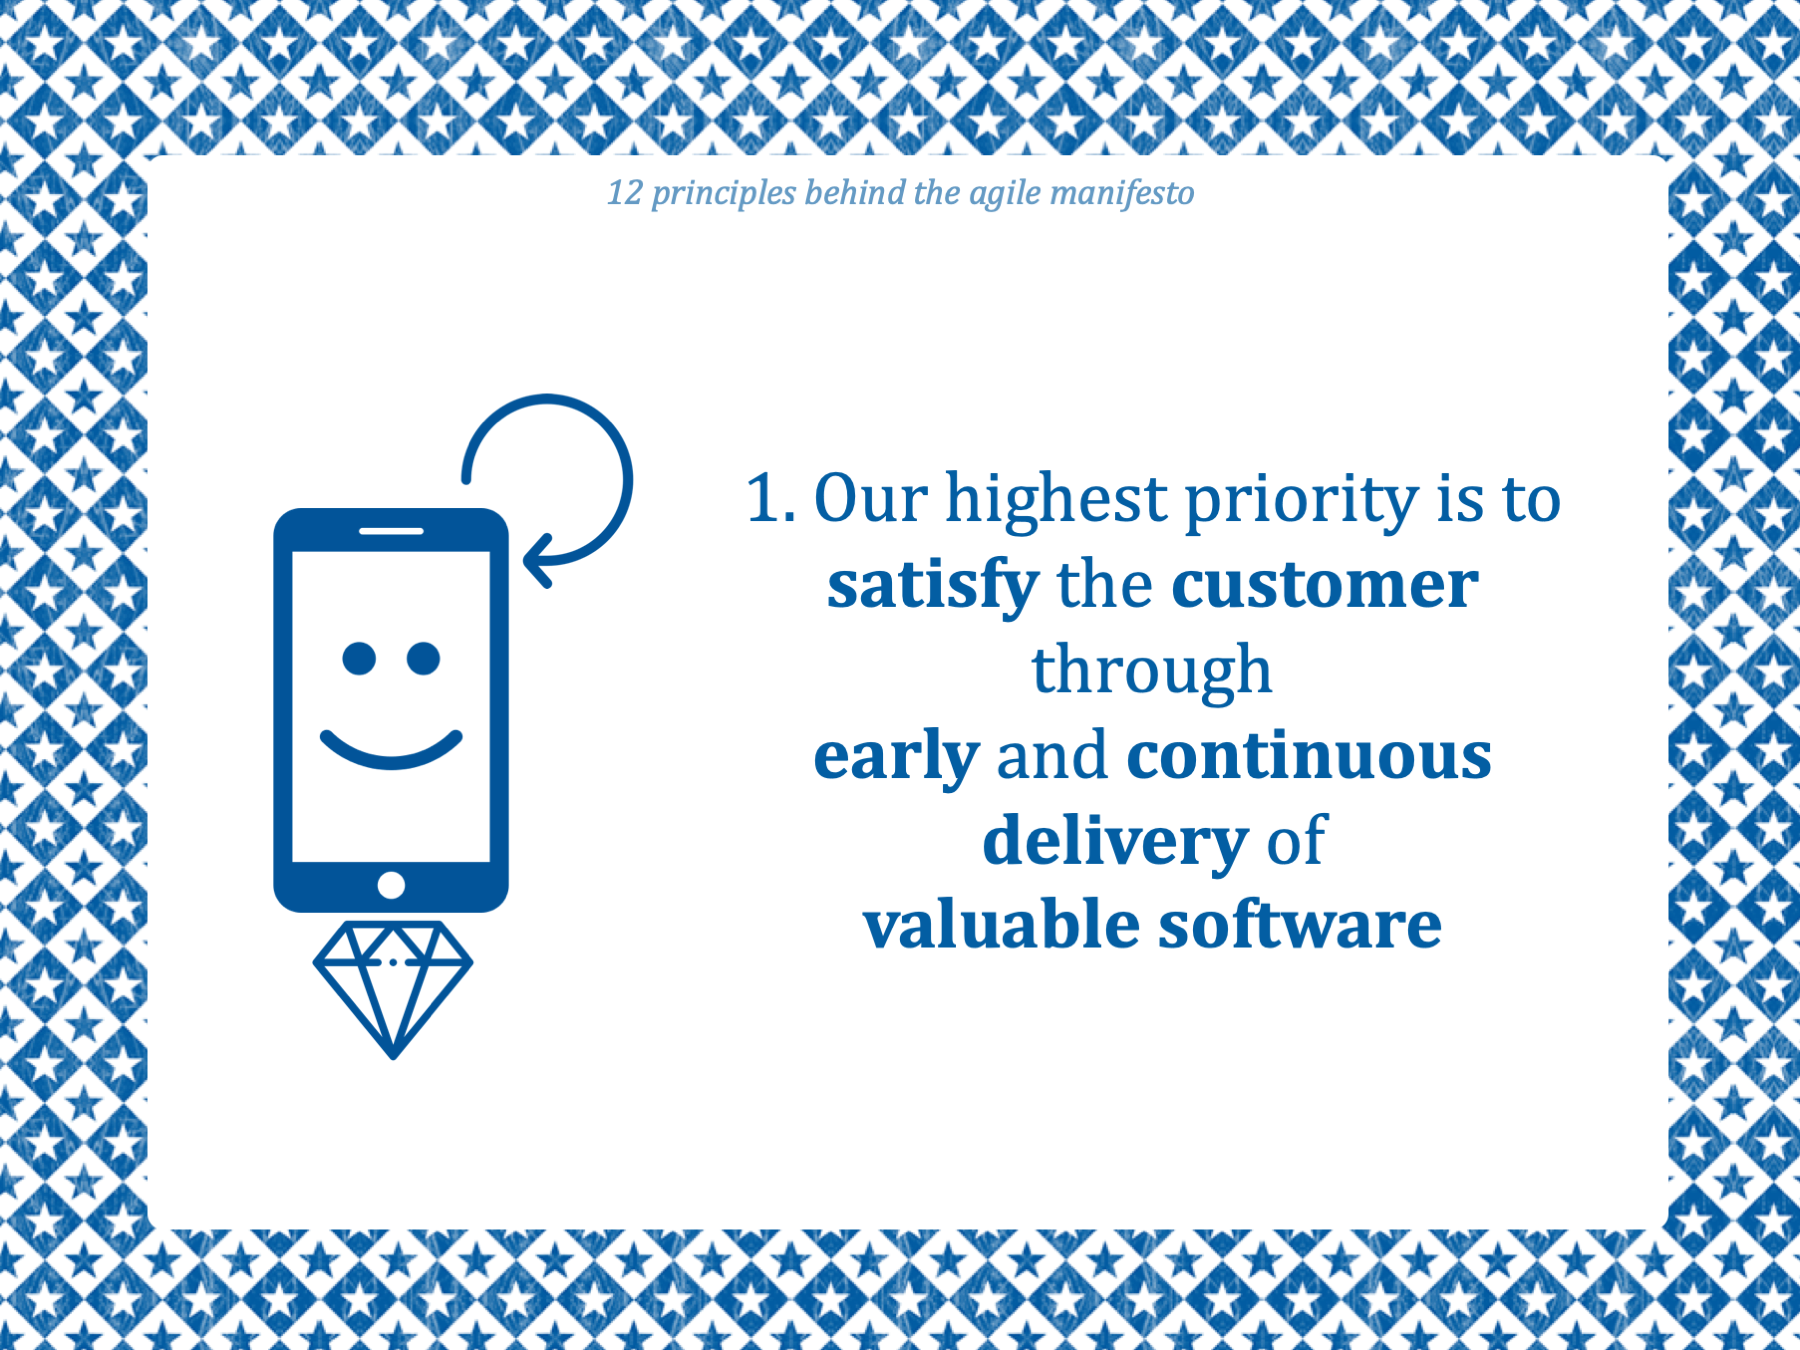 12 principles behind the agile manifesto
1. Our highest priority is to
satisfy the customer
through
early and continuous
delivery of
valuable software